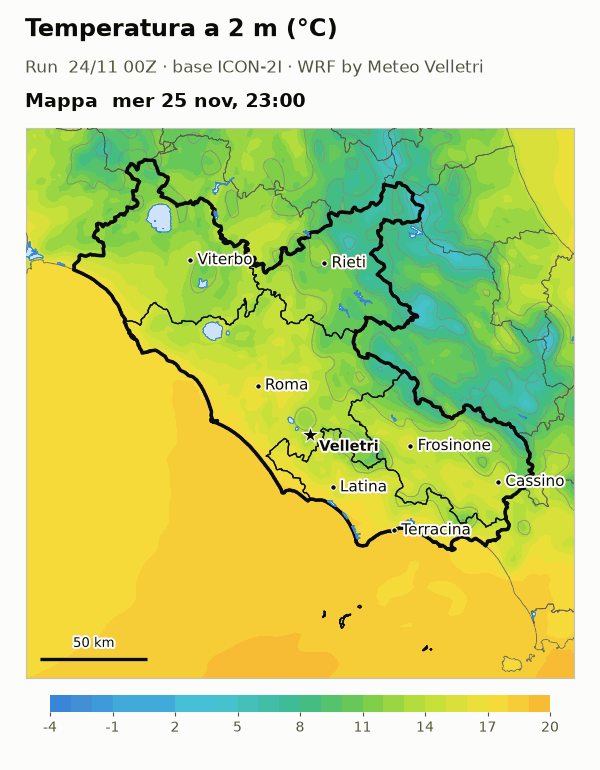 Temperatura a 2 m (°C)
Run  24/11 00Z · base ICON-2I · WRF by Meteo Velletri
Mappa  mer 25 nov, 23:00
Viterbo
Rieti
Roma
Velletri
Frosinone
Cassino
Latina
Terracina
50 km
-4 -1 2 5 8 11 14 17 20